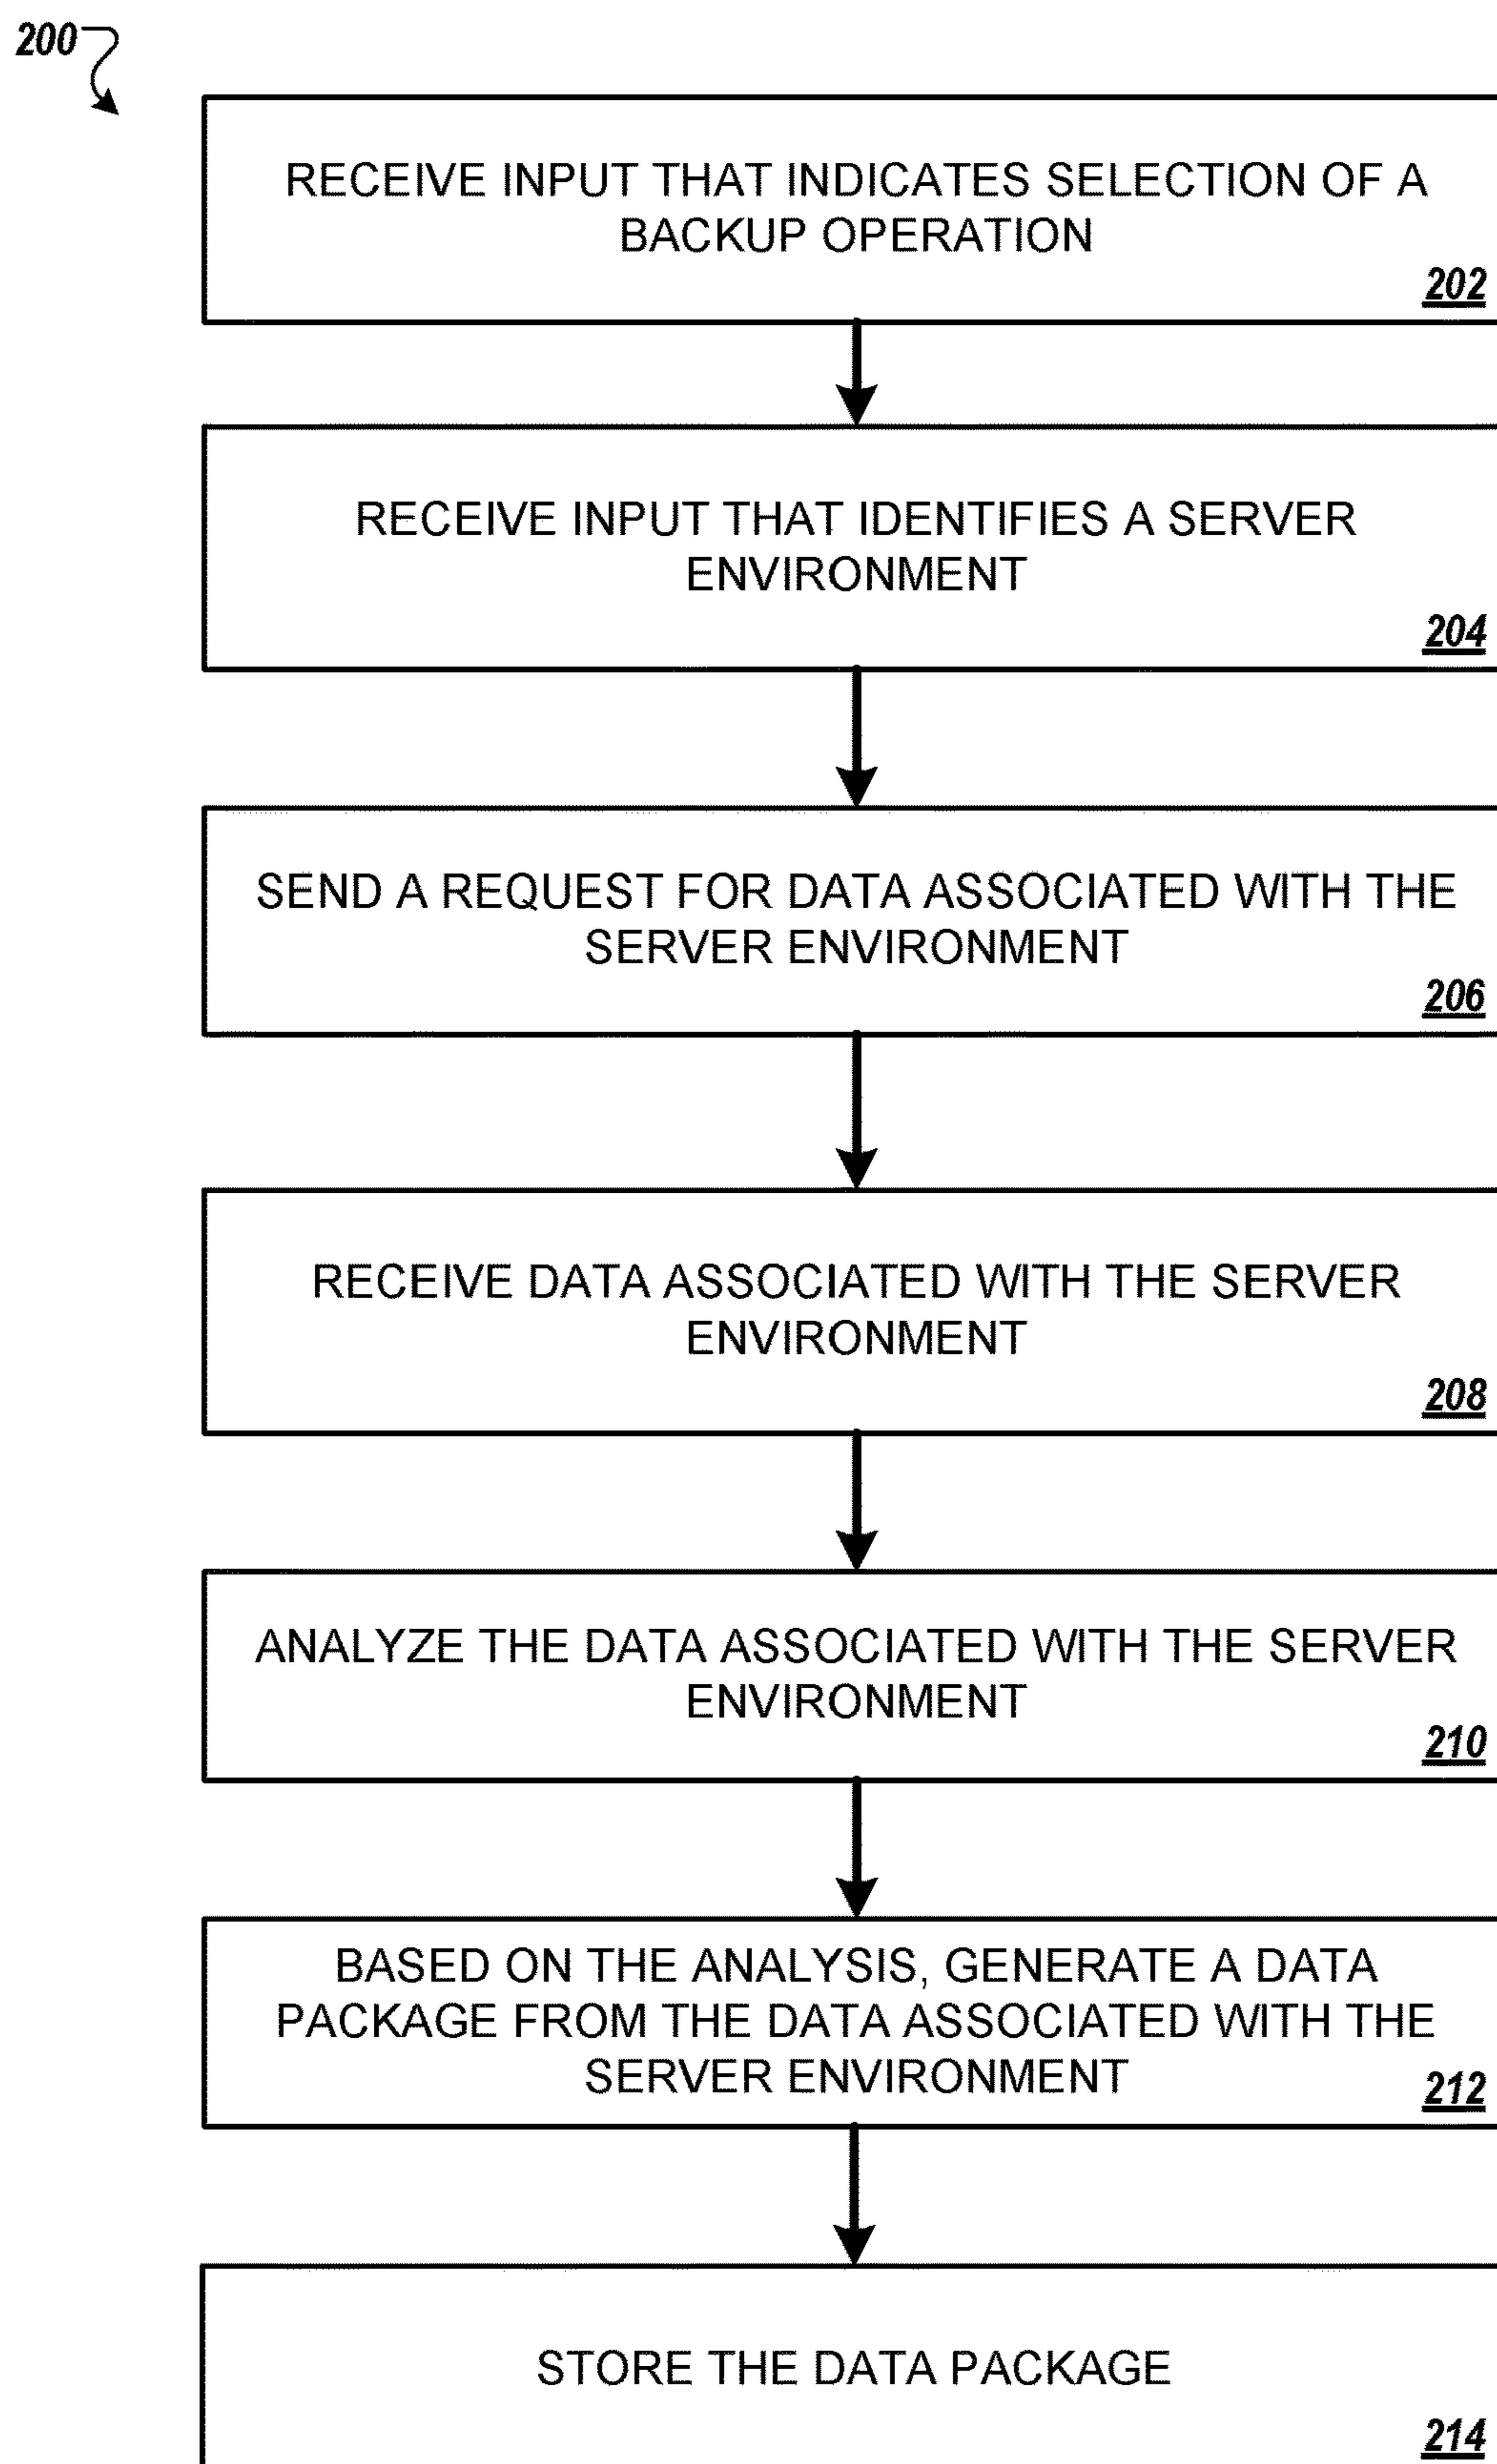 200
RECEIVE INPUT THAT INDICATES SELECTION OF A
BACKUP OPERATION
202
RECEIVE INPUT THAT IDENTIFIES A SERVER
ENVIRONMENT
204
SEND A REQUEST FOR DATA ASSOCIATED WITH THE
SERVER ENVIRONMENT
206
RECEIVE DATA ASSOCIATED WITH THE SERVER
ENVIRONMENT
208
ANALYZE THE DATA ASSOCIATED WITH THE SERVER
ENVIRONMENT
210
BASED ON THE ANALYSIS, GENERATE A DATA
PACKAGE FROM THE DATA ASSOCIATED WITH THE
SERVER ENVIRONMENT
212
STORE THE DATA PACKAGE
214